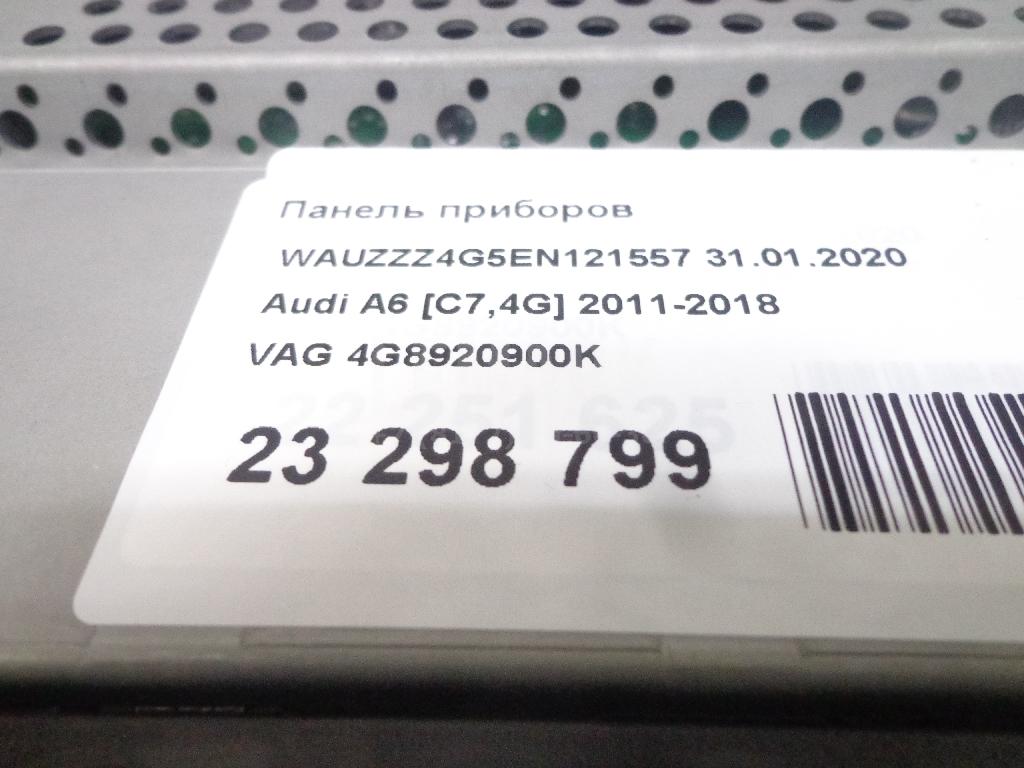 Панель приборов
WAUZZZ4G5EN121557 31.01.2020
Audi A6 [C7,4G] 2011-2018
VAG 4G8920900K
23 298 799